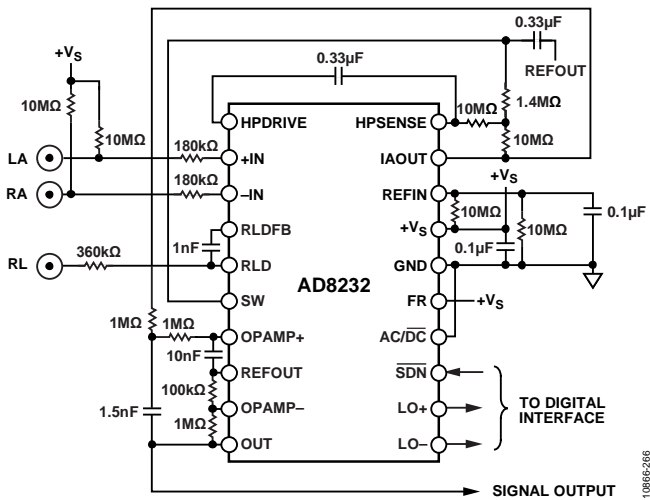 0.33µF
+VS
0.33µF
REFOUT
10MΩ
10MΩ
1.4MΩ
HPDRIVE
HPSENSE
10MΩ
10MΩ
LA
180kΩ
+IN
IAOUT
+VS
RA
180kΩ
–IN
REFIN
10MΩ
0.1µF
RLDFB
+VS
1nF
0.1µF
10MΩ
RL
360kΩ
RLD
GND
AD8232
SW
FR
+VS
1MΩ
1MΩ
OPAMP+
AC/DC
10nF
REFOUT
SDN
100kΩ
TO DIGITAL
INTERFACE
1.5nF
OPAMP–
LO+
1MΩ
OUT
LO–
SIGNAL OUTPUT
10866-266